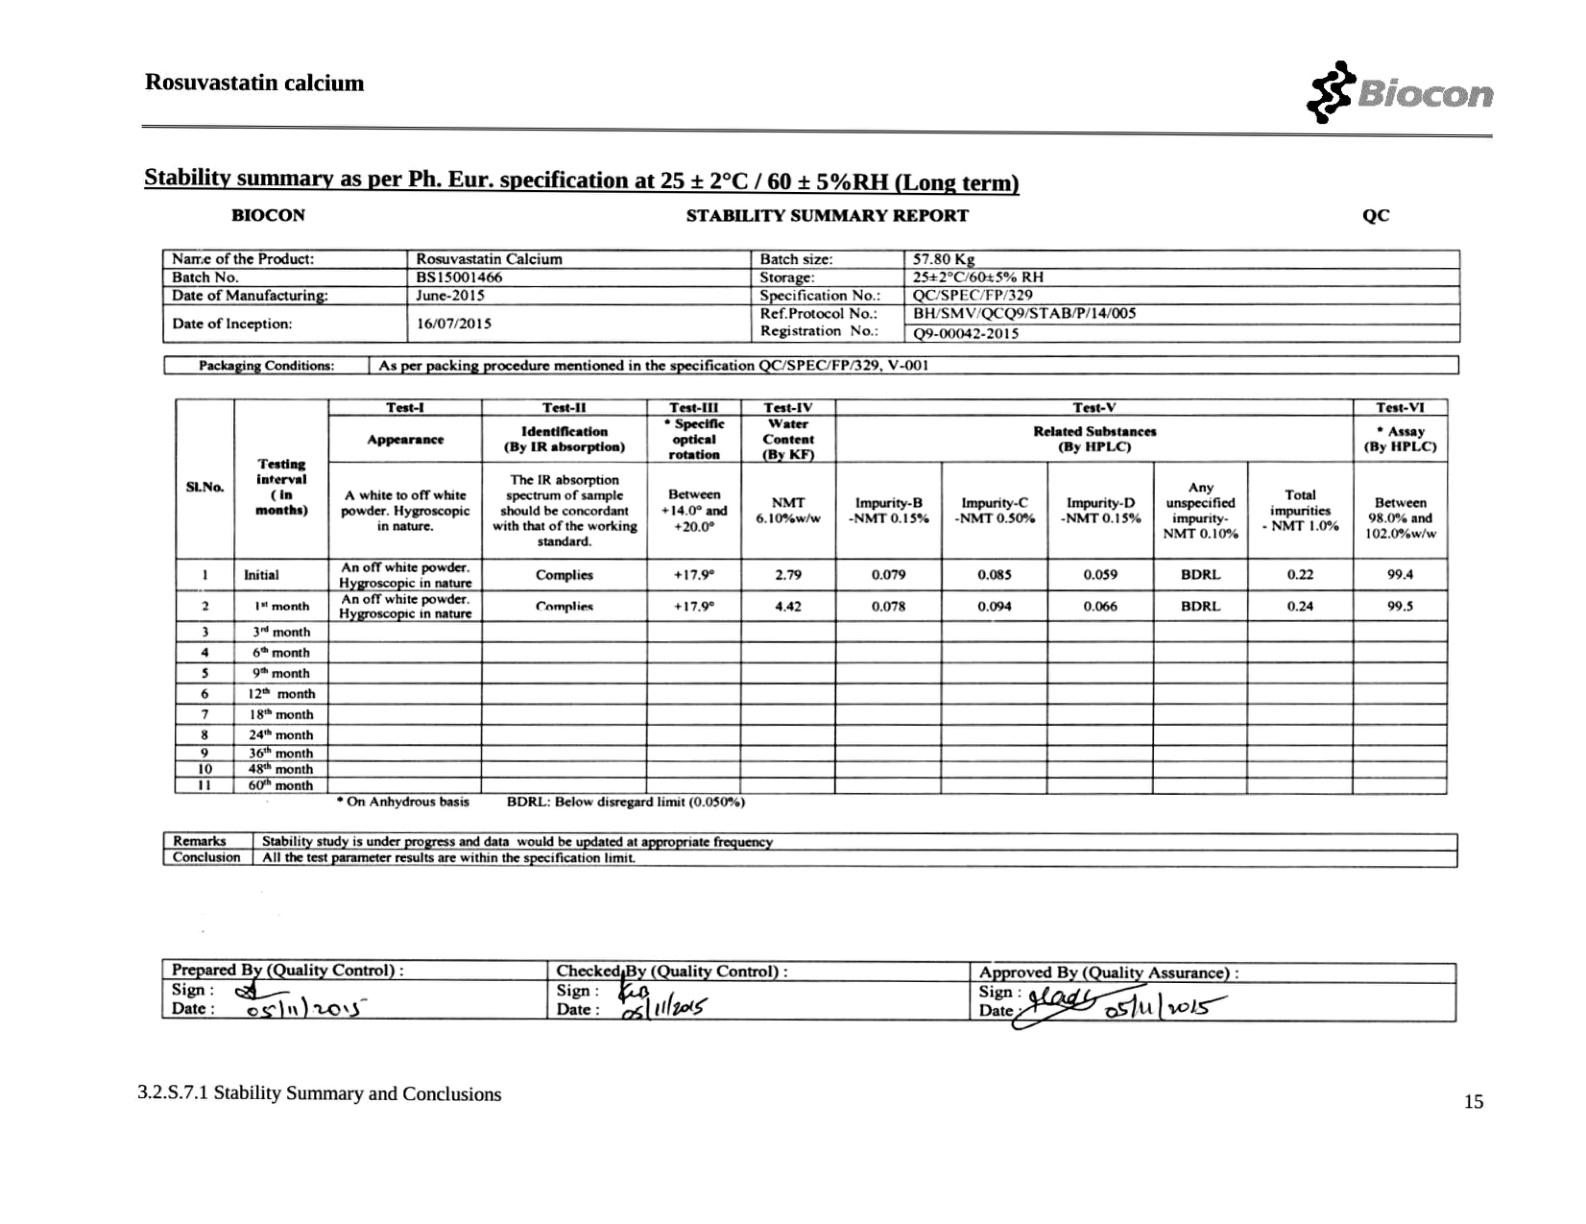 Rosuvastatin calcium
Biocon
Stability summary as per Ph. Eur. specification at 25 ± 2°C / 60 ± 5%RH (Long term)
BIOCON STABILITY SUMMARY REPORT QC
Name of the Product: Rosuvastatin Calcium Batch size: 57.80 Kg
Batch No. BS15001466 Storage: 25±2°C/60±5% RH
Date of Manufacturing: June-2015 Specification No.: QC/SPEC/FP/329
Date of Inception: 16/07/2015 Ref.Protocol No.: BH/SMV/QCQ9/STAB/P/14/005
Registration No.: Q9-00042-2015
Packaging Conditions: As per packing procedure mentioned in the specification QC/SPEC/FP/329, V-001
Sl.No. Testing interval ( in months) Test-I Test-II Test-III Test-IV Test-V Test-VI
Appearance Identification (By IR absorption) * Specific optical rotation Water Content (By KF) Related Substances (By HPLC) * Assay (By HPLC)
A white to off white powder. Hygroscopic in nature. The IR absorption spectrum of sample should be concordant with that of the working standard. Between +14.0° and +20.0° NMT 6.10%w/w Impurity-B -NMT 0.15% Impurity-C -NMT 0.50% Impurity-D -NMT 0.15% Any unspecified impurity- NMT 0.10% Total impurities - NMT 1.0% Between 98.0% and 102.0%w/w
1 Initial An off white powder. Hygroscopic in nature Complies +17.9° 2.79 0.079 0.085 0.059 BDRL 0.22 99.4
2 1st month An off white powder. Hygroscopic in nature Complies +17.9° 4.42 0.078 0.094 0.066 BDRL 0.24 99.5
3 3rd month
4 6th month
5 9th month
6 12th month
7 18th month
8 24th month
9 36th month
10 48th month
11 60th month
* On Anhydrous basis BDRL: Below disregard limit (0.050%)
Remarks Stability study is under progress and data would be updated at appropriate frequency
Conclusion All the test parameter results are within the specification limit.
Prepared By (Quality Control) : Checked By (Quality Control) : Approved By (Quality Assurance) :
Sign : Sign : Sign :
Date : 05/11/2015 Date : 05/11/2015 Date : 05/11/2015
3.2.S.7.1 Stability Summary and Conclusions
15